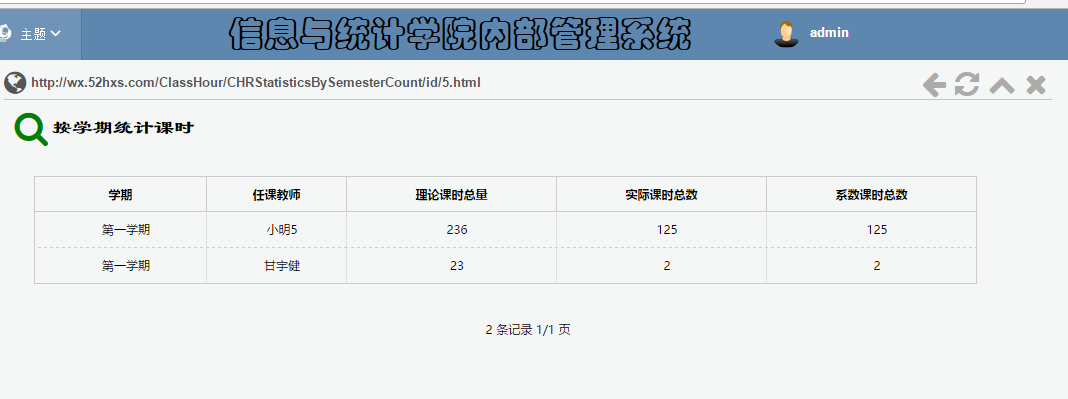 主题 信息与统计学院内部管理系统 admin
http://wx.52hxs.com/ClassHour/CHRStatisticsBySemesterCount/id/5.html
按学期统计课时
学期 任课教师 理论课时总量 实际课时总数 系数课时总数
第一学期 小明5 236 125 125
第一学期 甘宇健 23 2 2
2 条记录 1/1 页